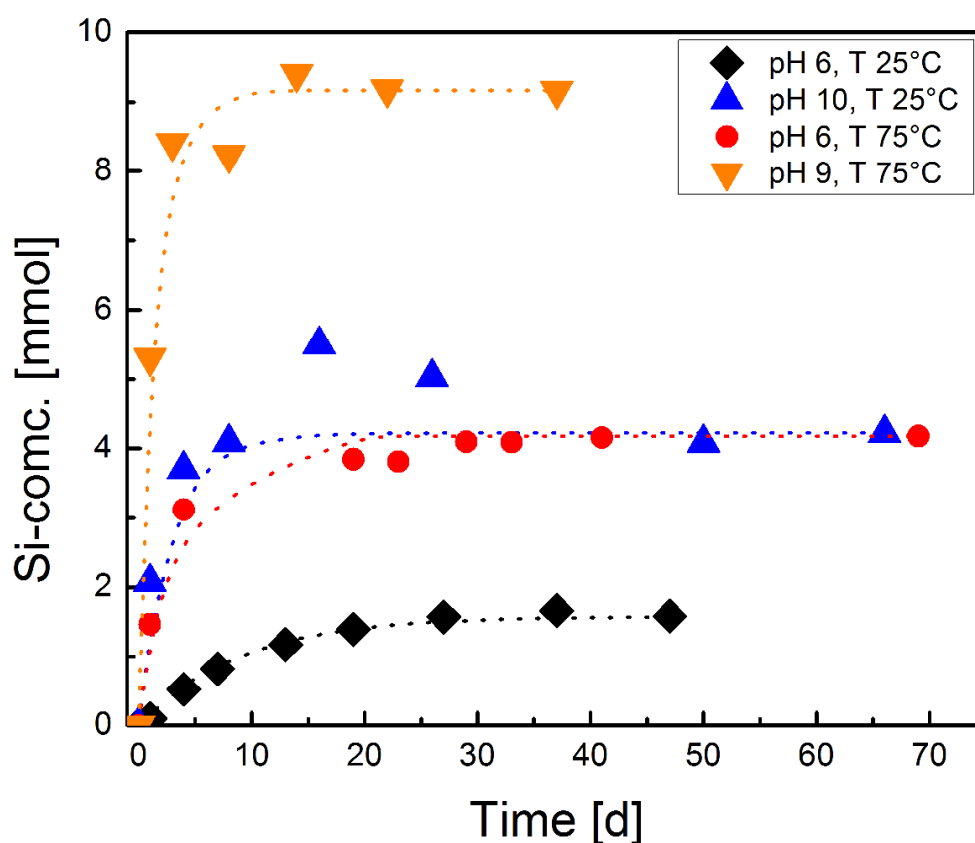 10
8
6
4
2
0
Si-conc. [mmol]
pH 6, T 25°C
pH 10, T 25°C
pH 6, T 75°C
pH 9, T 75°C
0 10 20 30 40 50 60 70
Time [d]